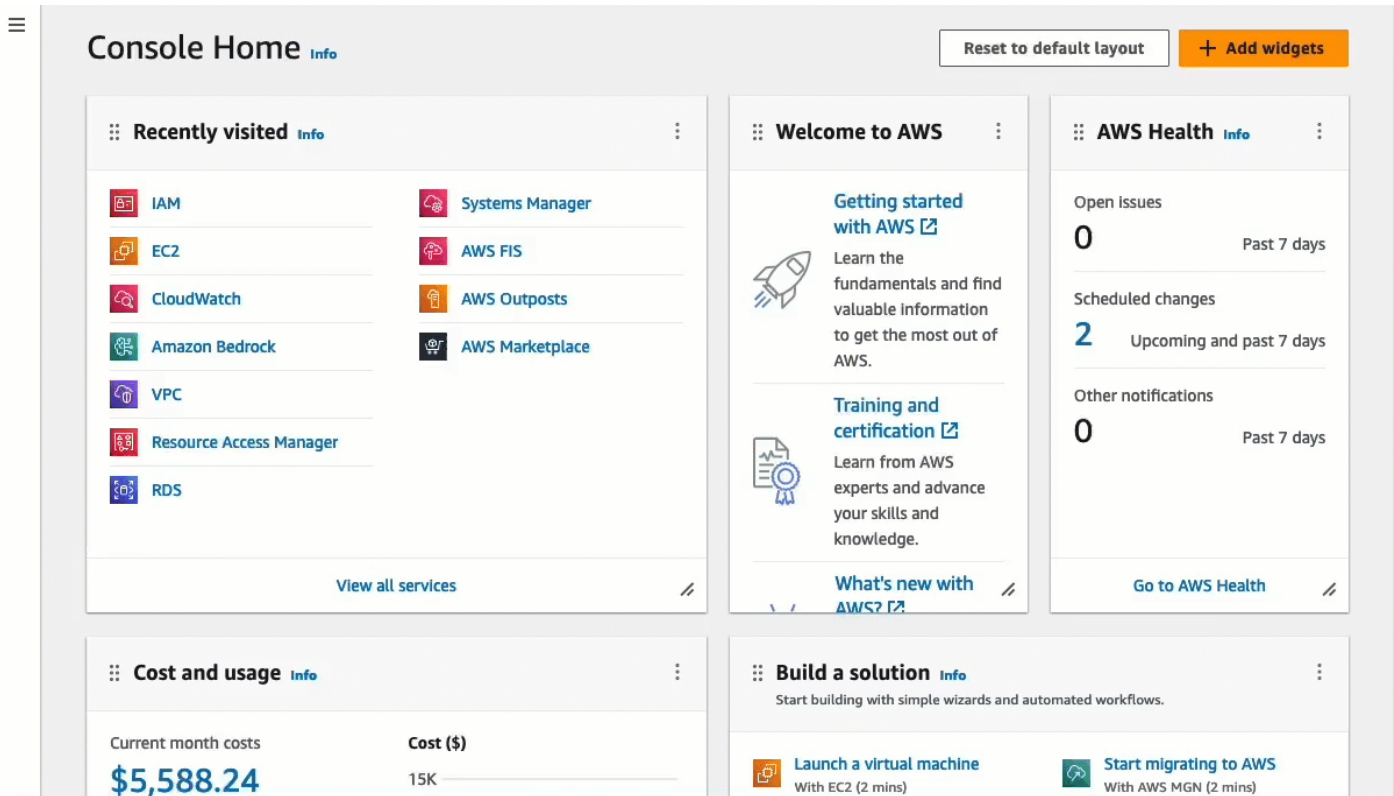 Console Home Info
Reset to default layout
+ Add widgets
Recently visited Info
IAM
EC2
CloudWatch
Amazon Bedrock
VPC
Resource Access Manager
RDS
Systems Manager
AWS FIS
AWS Outposts
AWS Marketplace
View all services
Welcome to AWS
Getting started
with AWS
Learn the
fundamentals and find
valuable information
to get the most out of
AWS.
Training and
certification
Learn from AWS
experts and advance
your skills and
knowledge.
What's new with
AWS?
AWS Health Info
Open issues
0 Past 7 days
Scheduled changes
2 Upcoming and past 7 days
Other notifications
0 Past 7 days
Go to AWS Health
Cost and usage Info
Current month costs
$5,588.24
Cost ($)
15K
Build a solution Info
Start building with simple wizards and automated workflows.
Launch a virtual machine
With EC2 (2 mins)
Start migrating to AWS
With AWS MGN (2 mins)